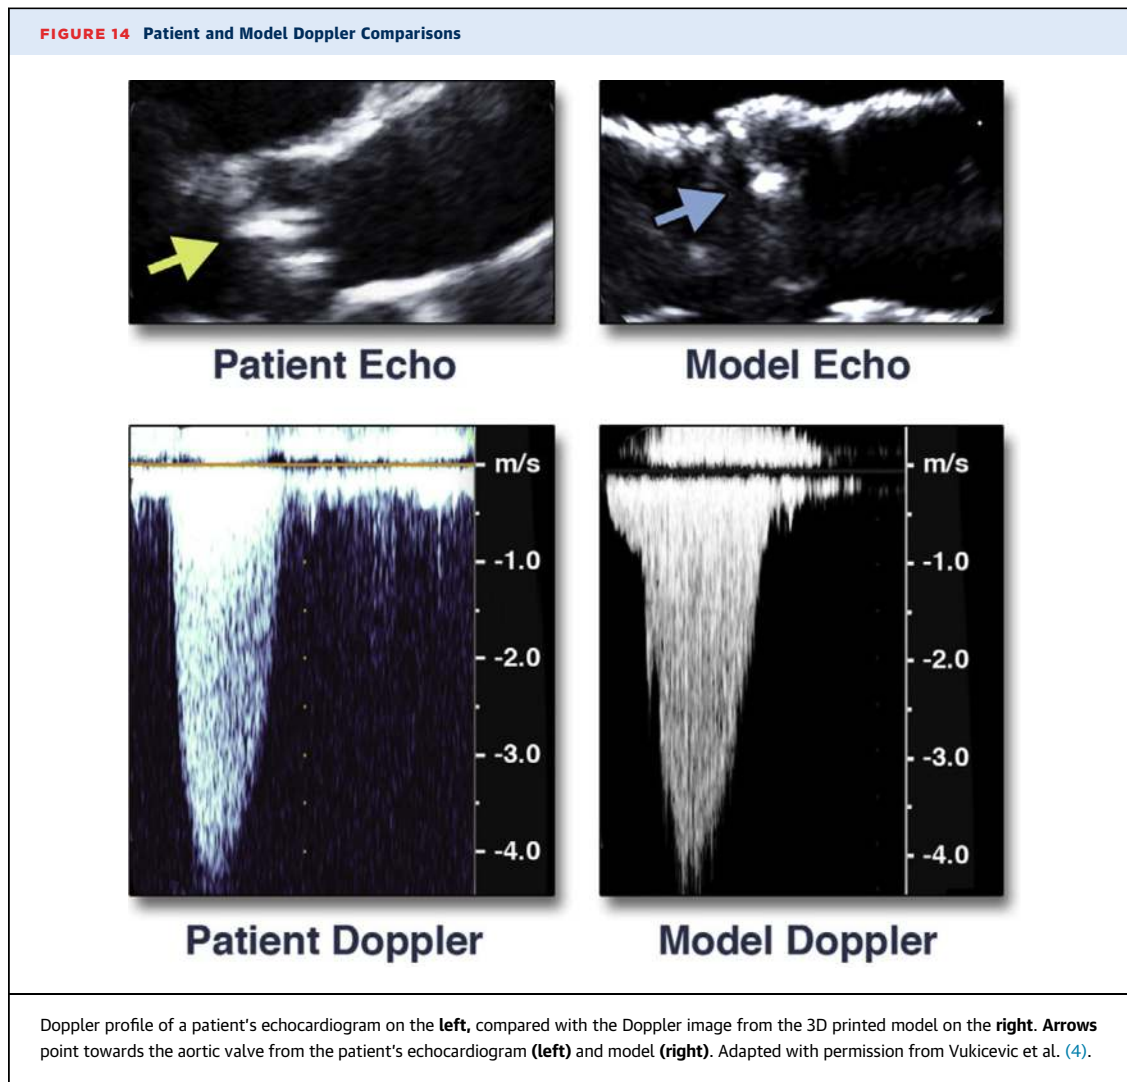 FIGURE 14 Patient and Model Doppler Comparisons
Patient Echo
Model Echo
m/s
-1.0
-2.0
-3.0
-4.0
m/s
-1.0
-2.0
-3.0
-4.0
Patient Doppler
Model Doppler
Doppler profile of a patient's echocardiogram on the left, compared with the Doppler image from the 3D printed model on the right. Arrows
point towards the aortic valve from the patient's echocardiogram (left) and model (right). Adapted with permission from Vukicevic et al. (4).